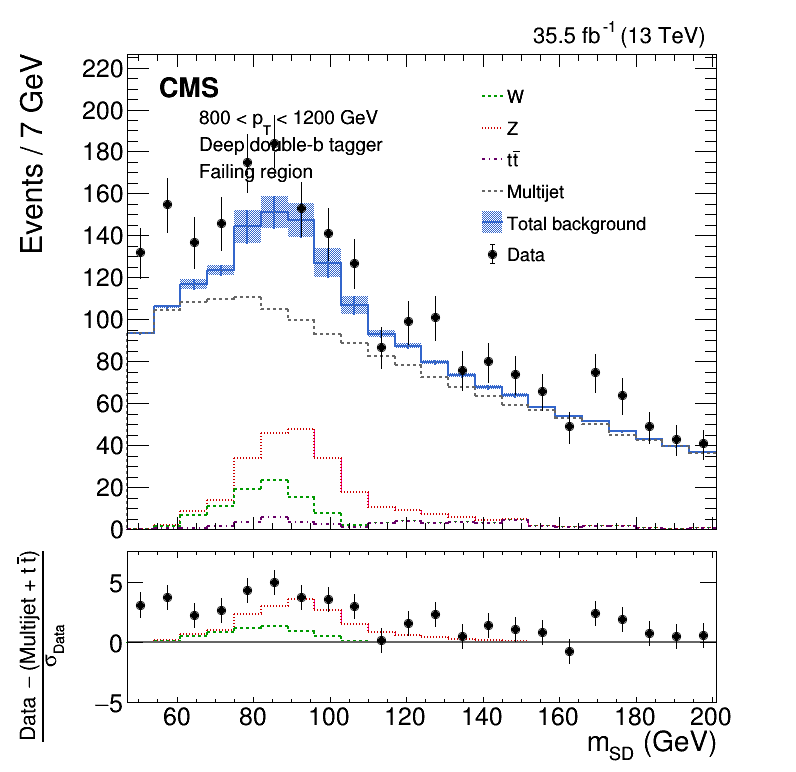 35.5 fb⁻¹ (13 TeV)
Events / 7 GeV
CMS
800 < p_T < 1200 GeV
Deep double-b tagger
Failing region
W
Z
tt̄
Multijet
Total background
Data
220
200
180
160
140
120
100
80
60
40
20
0
Data − (Multijet + tt̄)
σ_Data
5
0
−5
60 80 100 120 140 160 180 200
m_SD (GeV)